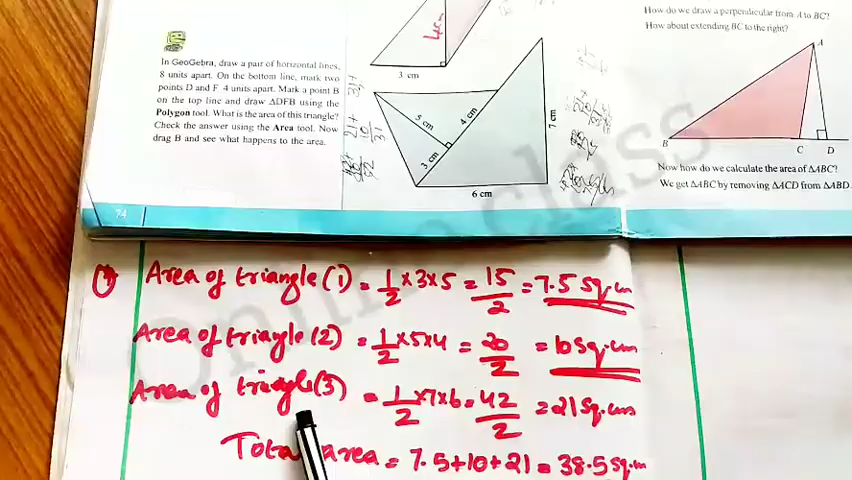 How do we draw a perpendicular from A to BC?
How about extending BC to the right?
4cm
3 cm
In GeoGebra, draw a pair of horizontal lines,
8 units apart. On the bottom line, mark two
points D and F 4 units apart. Mark a point B
on the top line and draw ΔDFB using the
Polygon tool. What is the area of this triangle?
Check the answer using the Area tool. Now
drag B and see what happens to the area.
5 cm
4 cm
3 cm
7 cm
6 cm
A
B
C
D
Now how do we calculate the area of ΔABC?
We get ΔABC by removing ΔACD from ΔABD.
74
Online class
Area of triangle(1) = 1/2 × 3 × 5 = 15/2 = 7.5 sq.cm
Area of triangle(2) = 1/2 × 5 × 4 = 20/2 = 10 sq.cm
Area of triangle(3) = 1/2 × 7 × 6 = 42/2 = 21 sq.cm
Total area = 7.5+10+21 = 38.5 sq.cm